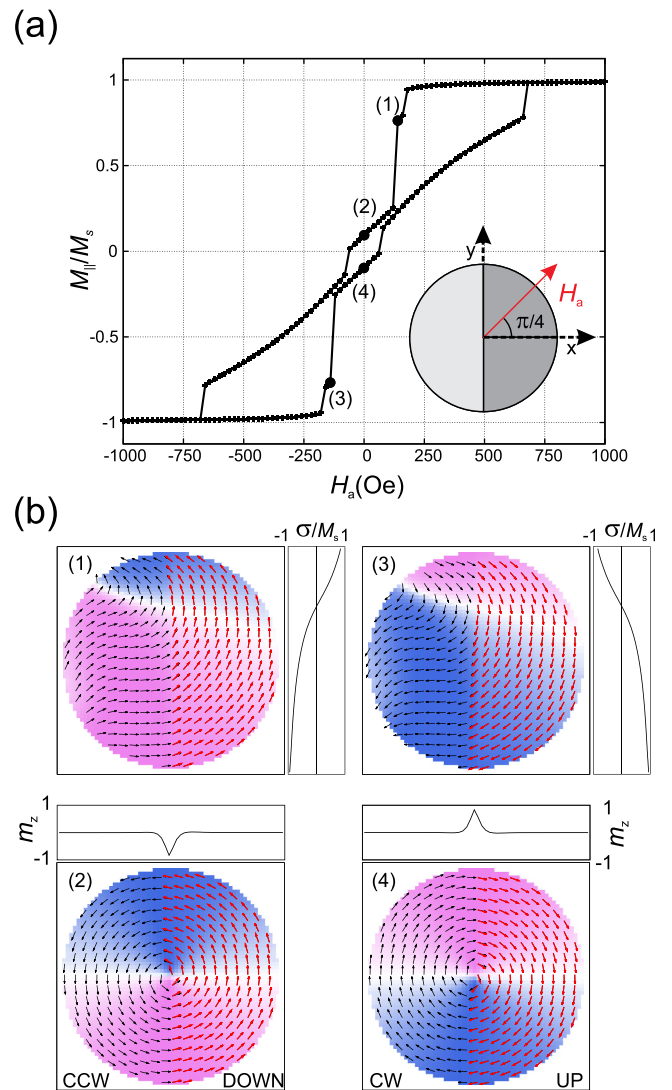 (a)
M||/Ms
1
0.5
0
-0.5
-1
-1000 -750 -500 -250 0 250 500 750 1000
Ha(Oe)
(1)
(2)
(4)
(3)
y
Ha
π/4
x
(b)
(1)
-1 σ/Ms 1
(3)
-1 σ/Ms 1
mz
1
-1
1
-1
mz
(2)
CCW DOWN
(4)
CW UP